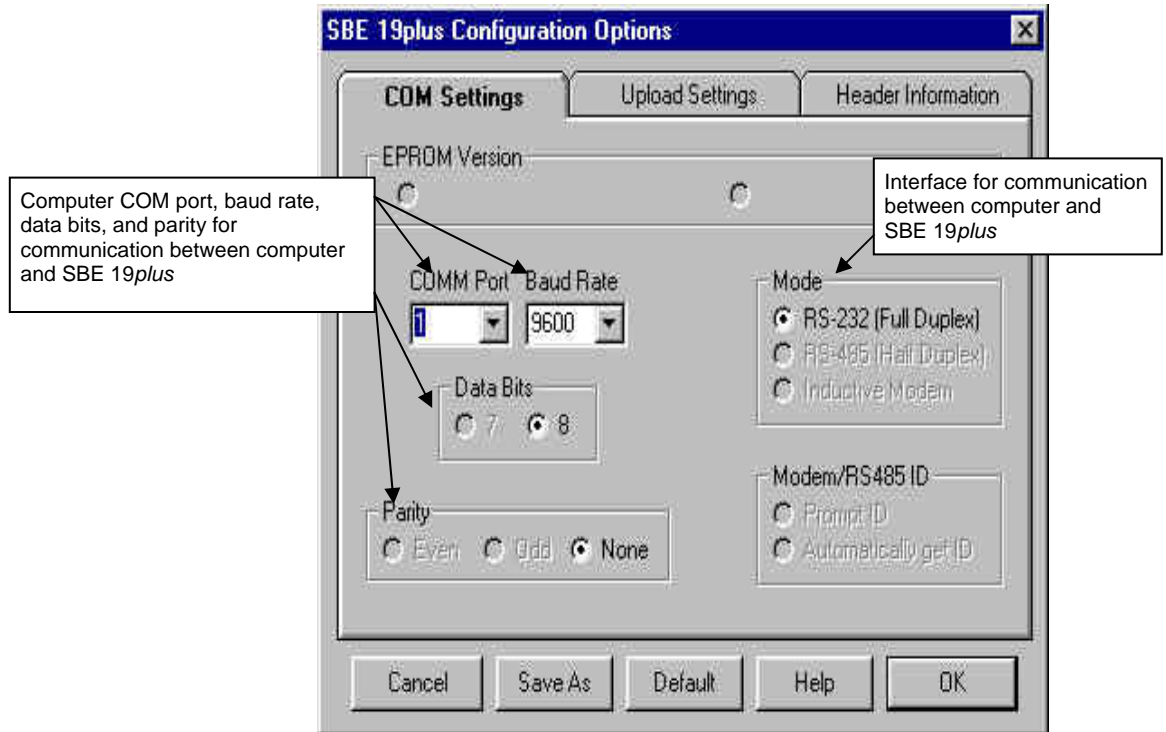 SBE 19plus Configuration Options
COM Settings
Upload Settings
Header Information
EPROM Version
Computer COM port, baud rate,
data bits, and parity for
communication between computer
and SBE 19plus
Interface for communication
between computer and
SBE 19plus
COMM Port
Baud Rate
1
9600
Mode
RS-232 (Full Duplex)
RS-485 (Half Duplex)
Inductive Modem
Data Bits
7
8
Modem/RS485 ID
Prompt ID
Automatically get ID
Parity
Even
Odd
None
Cancel
Save As
Default
Help
OK